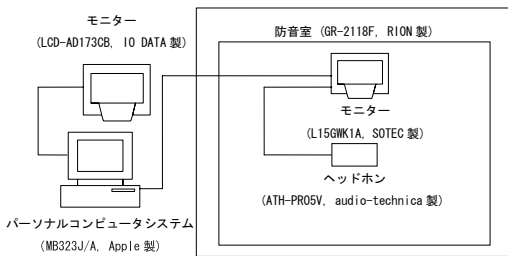 モニター
(LCD-AD173CB, IO DATA 製)
パーソナルコンピュータシステム
(MB323J/A, Apple 製)
防音室 (GR-2118F, RION 製)
モニター
(L15GWK1A, SOTEC 製)
ヘッドホン
(ATH-PRO5V, audio-technica 製)